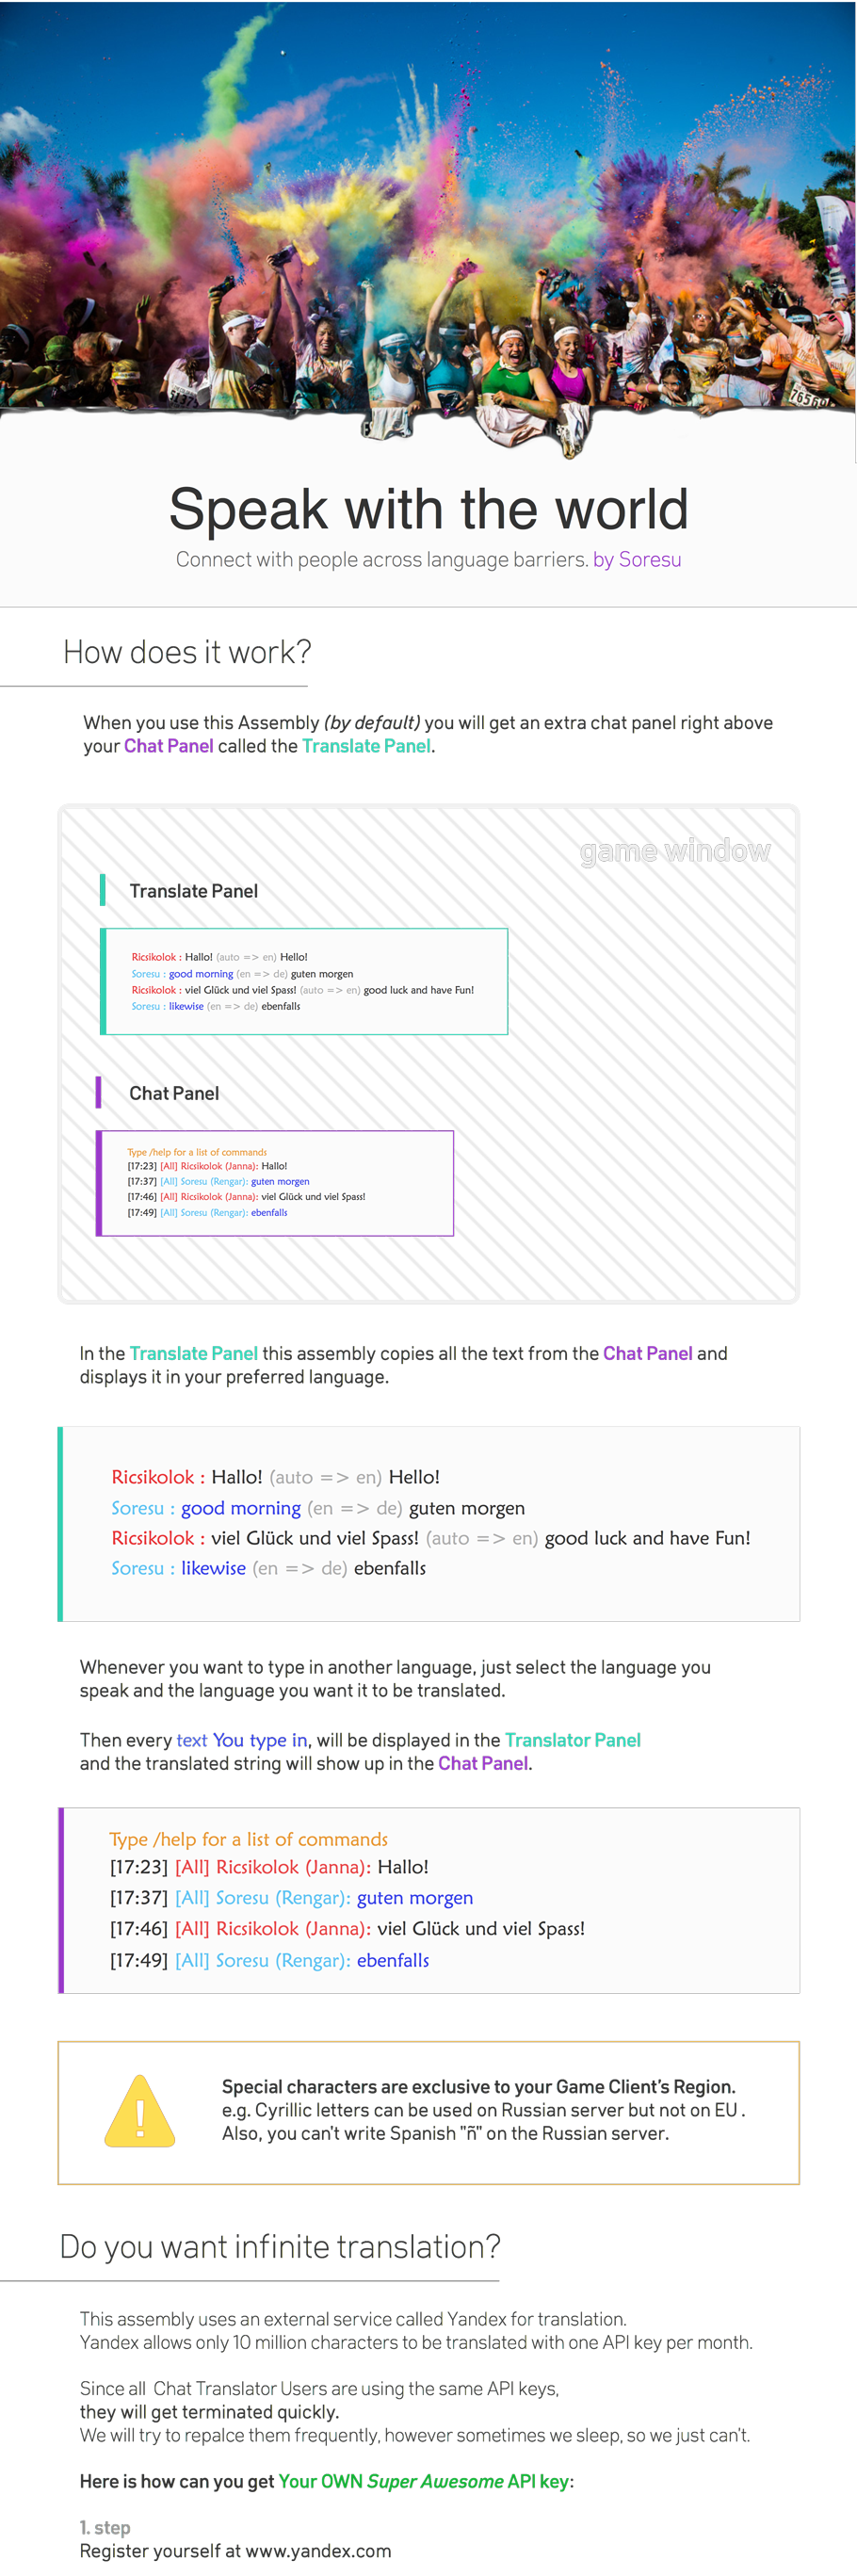 5137
7656
Speak with the world
Connect with people across language barriers. by Soresu
How does it work?
When you use this Assembly (by default) you will get an extra chat panel right above
your Chat Panel called the Translate Panel.
game window
Translate Panel
Ricsikolok : Hallo! (auto => en) Hello!
Soresu : good morning (en => de) guten morgen
Ricsikolok : viel Glück und viel Spass! (auto => en) good luck and have Fun!
Soresu : likewise (en => de) ebenfalls
Chat Panel
Type /help for a list of commands
[17:23] [All] Ricsikolok (Janna): Hallo!
[17:37] [All] Soresu (Rengar): guten morgen
[17:46] [All] Ricsikolok (Janna): viel Glück und viel Spass!
[17:49] [All] Soresu (Rengar): ebenfalls
In the Translate Panel this assembly copies all the text from the Chat Panel and
displays it in your preferred language.
Ricsikolok : Hallo! (auto => en) Hello!
Soresu : good morning (en => de) guten morgen
Ricsikolok : viel Glück und viel Spass! (auto => en) good luck and have Fun!
Soresu : likewise (en => de) ebenfalls
Whenever you want to type in another language, just select the language you
speak and the language you want it to be translated.
Then every text You type in, will be displayed in the Translator Panel
and the translated string will show up in the Chat Panel.
Type /help for a list of commands
[17:23] [All] Ricsikolok (Janna): Hallo!
[17:37] [All] Soresu (Rengar): guten morgen
[17:46] [All] Ricsikolok (Janna): viel Glück und viel Spass!
[17:49] [All] Soresu (Rengar): ebenfalls
Special characters are exclusive to your Game Client's Region.
e.g. Cyrillic letters can be used on Russian server but not on EU .
Also, you can't write Spanish "ñ" on the Russian server.
Do you want infinite translation?
This assembly uses an external service called Yandex for translation.
Yandex allows only 10 million characters to be translated with one API key per month.
Since all Chat Translator Users are using the same API keys,
they will get terminated quickly.
We will try to repalce them frequently, however sometimes we sleep, so we just can't.
Here is how can you get Your OWN Super Awesome API key:
1. step
Register yourself at www.yandex.com